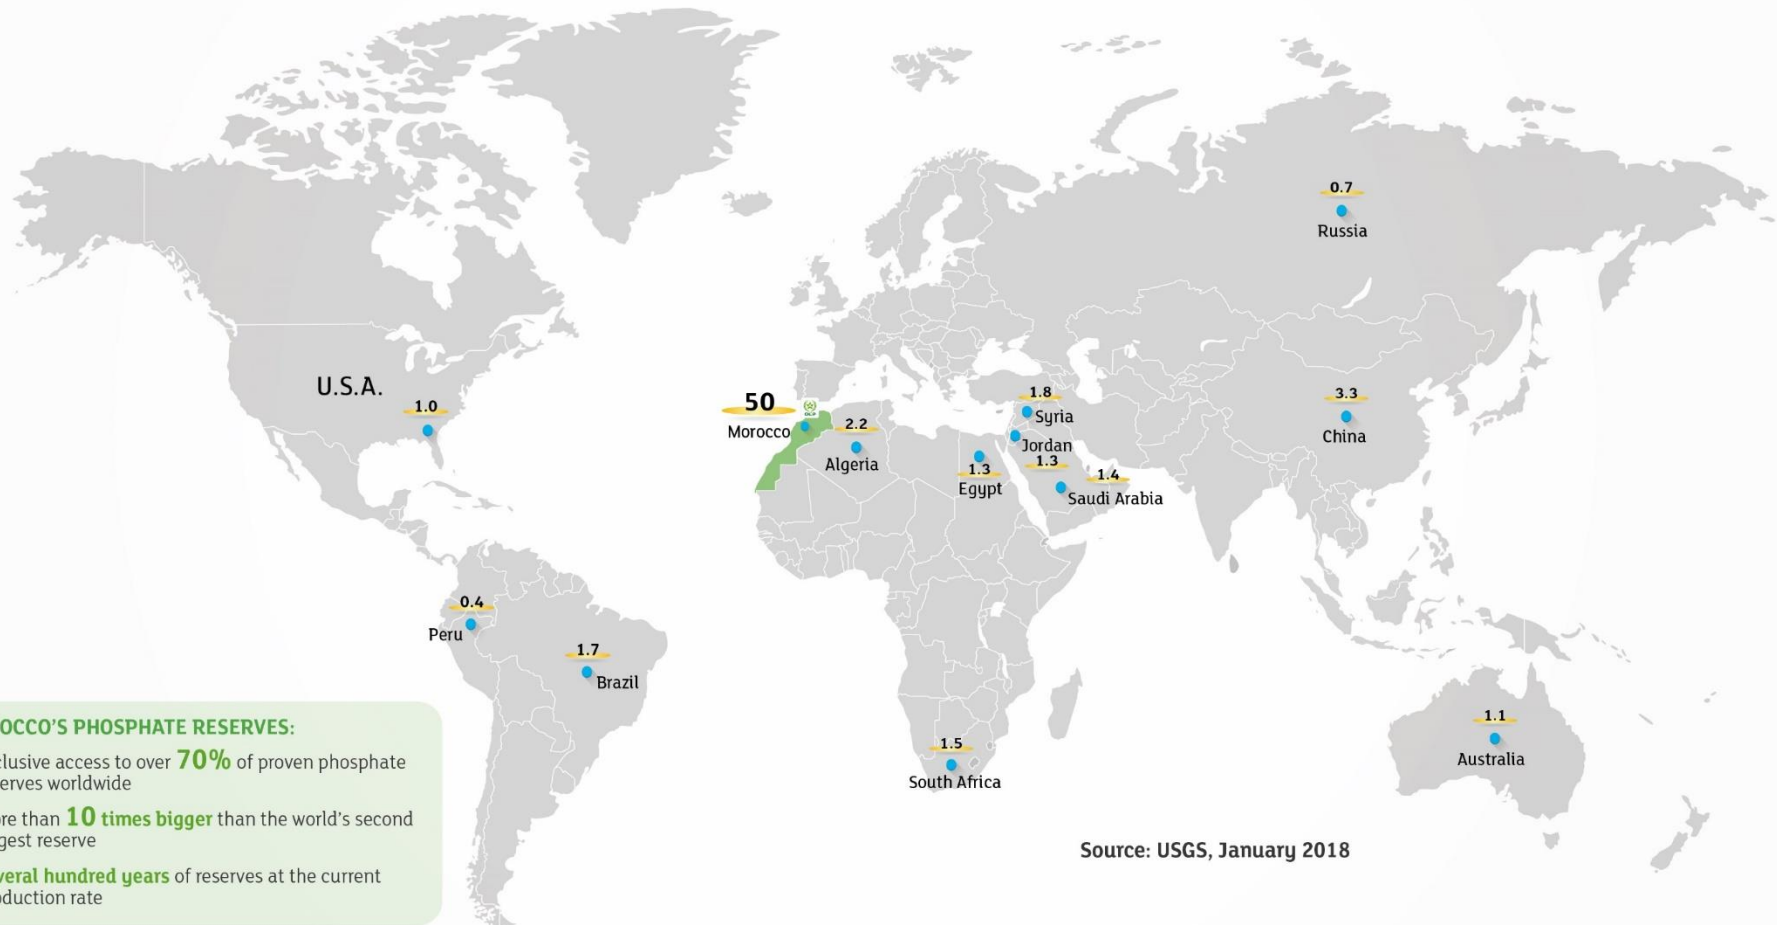 0.7
Russia
U.S.A.
1.0
50
Morocco
2.2
Algeria
1.8
Syria
Jordan
1.3
1.3
Egypt
1.4
Saudi Arabia
3.3
China
0.4
Peru
1.7
Brazil
1.5
South Africa
1.1
Australia
OCCO'S PHOSPHATE RESERVES:
clusive access to over 70% of proven phosphate
erves worldwide
re than 10 times bigger than the world's second
gest reserve
veral hundred years of reserves at the current
duction rate
Source: USGS, January 2018